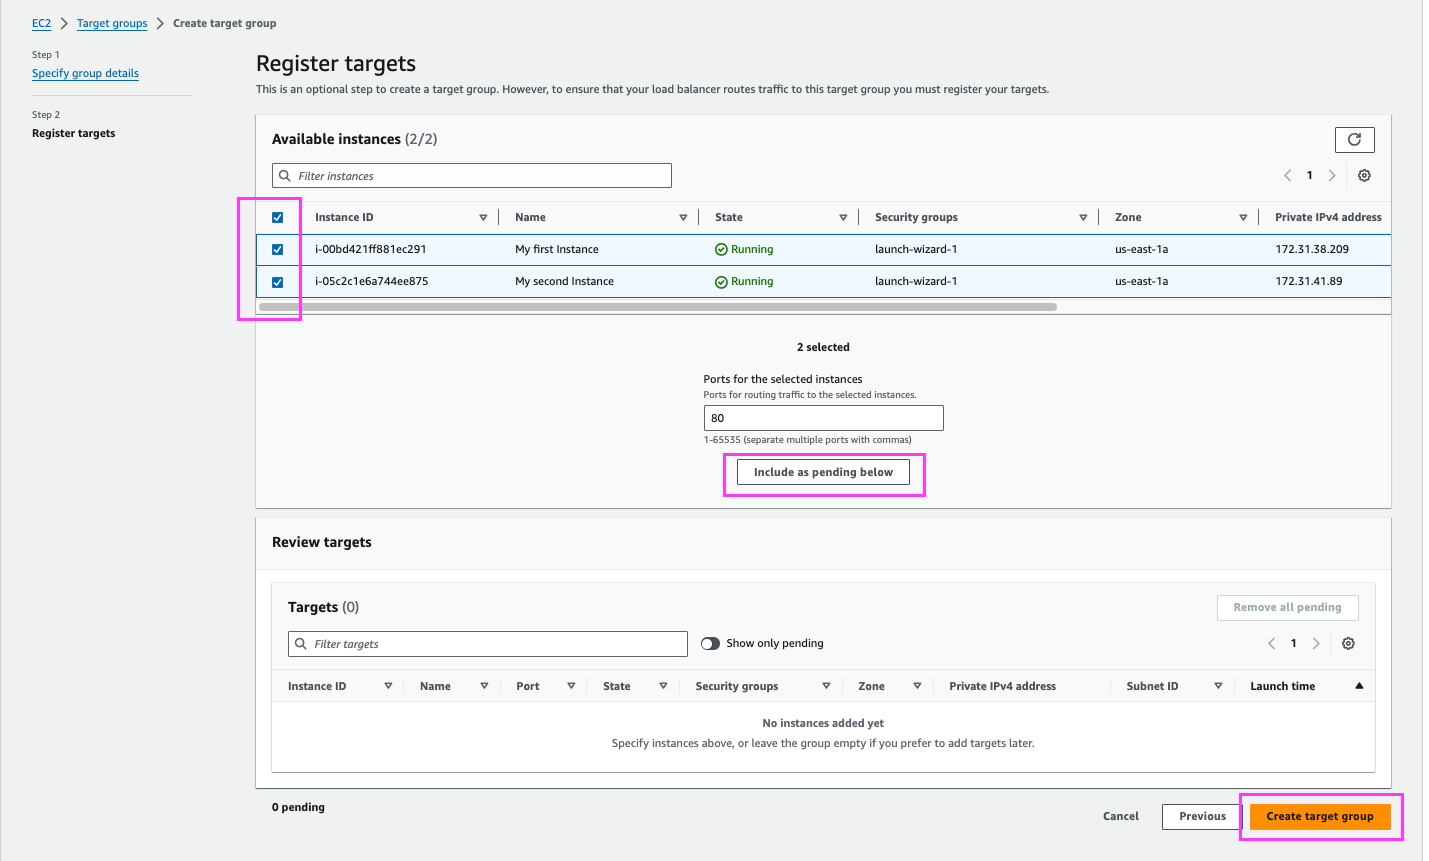 EC2 > Target groups > Create target group
Step 1
Specify group details
Step 2
Register targets
Register targets
This is an optional step to create a target group. However, to ensure that your load balancer routes traffic to this target group you must register your targets.
Available instances (2/2)
Filter instances
1
Instance ID Name State Security groups Zone Private IPv4 address
i-00bd421ff881ec291 My first Instance Running launch-wizard-1 us-east-1a 172.31.38.209
i-05c2c1e6a744ee875 My second Instance Running launch-wizard-1 us-east-1a 172.31.41.89
2 selected
Ports for the selected instances
Ports for routing traffic to the selected instances.
80
1-65535 (separate multiple ports with commas)
Include as pending below
Review targets
Targets (0)
Remove all pending
Filter targets Show only pending
1
Instance ID Name Port State Security groups Zone Private IPv4 address Subnet ID Launch time
No instances added yet
Specify instances above, or leave the group empty if you prefer to add targets later.
0 pending
Cancel Previous Create target group